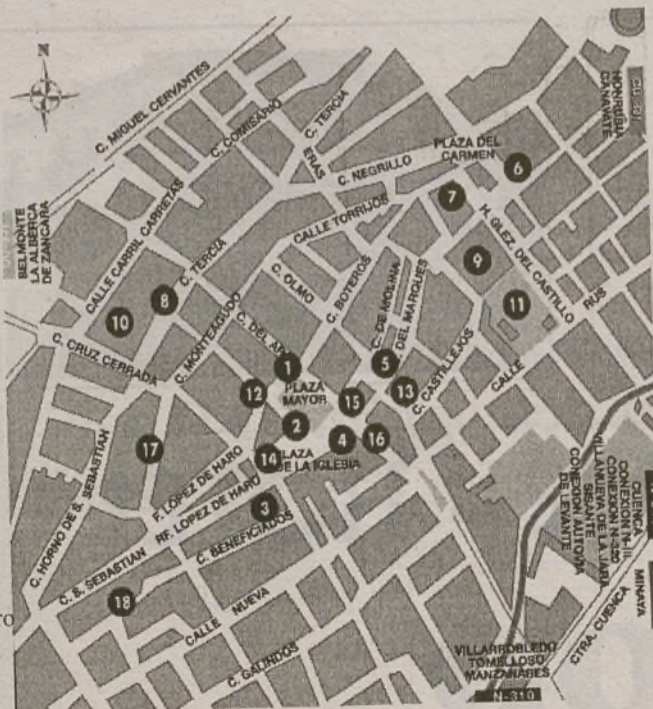 N
C. MIGUEL CERVANTES
C. COMISARIO
C. TERCIA
ERAS
C. NEGRILLO
PLAZA DEL
CARMEN
6
HONRUBIA
CAÑAVATE
7
H. GLEZ. DEL CASTILLO
BELMONTE
LA ALBERCA
DE ZANCARA
CALLE CARRIL CARRETAS
CALLE TORRIJOS
C. TERCIA
8
9
C. OLMO
C. BOTEROS
C. DE MOLINA
DEL MARQUES
10
11
RUS
CALLE
C. CRUZ CERRADA
C. MONTEAGUDO
C. DEL
1
5
C. CASTILLEJOS
PLAZA
MAYOR
12
15
13
2
4
16
17
14
PLAZA
DE LA IGLESIA
C. HORNO DE S. SEBASTIAN
F. LOPEZ DE HARO
RF. LOPEZ DE HARO
3
C. BENEFICIADOS
C. S. SEBASTIAN
18
CALLE NUEVA
C. GALINDOS
CUENCA
CONEXION N-III
CONEXION N-320
VILLANUEVA DE LA JARA
SISANTE
CONEXION AUTOVIA
DE LEVANTE
MINAYA
CTRA. CUENCA
VILLARROBLEDO
TOMELLOSO
MANZANARES
N-310
ro